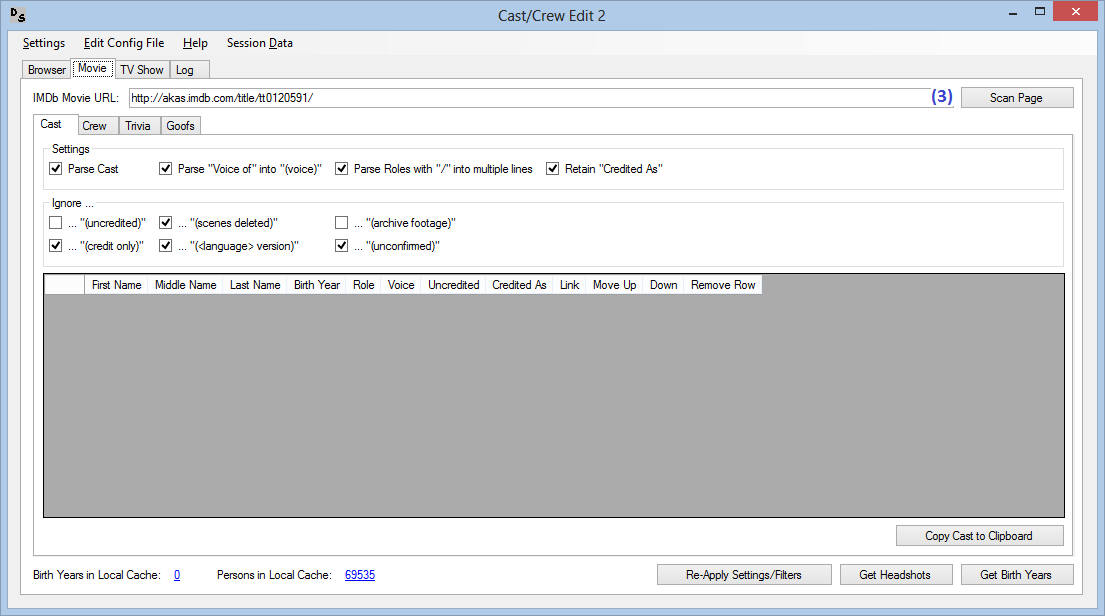 DS
Cast/Crew Edit 2
Settings Edit Config File Help Session Data
Browser Movie TV Show Log
IMDb Movie URL: http://akas.imdb.com/title/tt0120591/ (3) Scan Page
Cast Crew Trivia Goofs
Settings
Parse Cast Parse "Voice of" into "(voice)" Parse Roles with "/" into multiple lines Retain "Credited As"
Ignore ...
... "(uncredited)" ... "(scenes deleted)" ... "(archive footage)"
... "(credit only)" ... "(<language> version)" ... "(unconfirmed)"
First Name Middle Name Last Name Birth Year Role Voice Uncredited Credited As Link Move Up Down Remove Row
Copy Cast to Clipboard
Birth Years in Local Cache: 0 Persons in Local Cache: 69535 Re-Apply Settings/Filters Get Headshots Get Birth Years